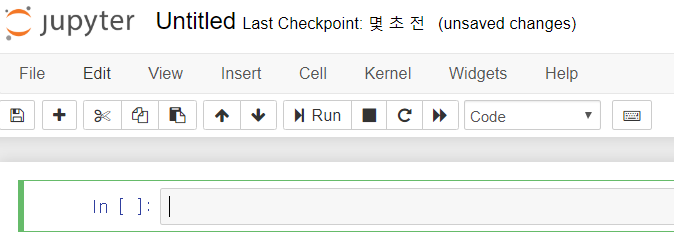 jupyter Untitled Last Checkpoint: 몇 초 전 (unsaved changes)
File Edit View Insert Cell Kernel Widgets Help
Run Code
In [ ]: